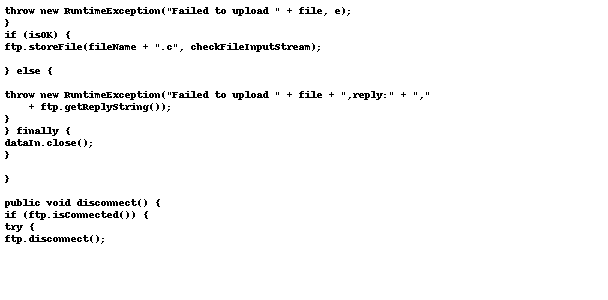 throw new RuntimeException("Failed to upload " + file, e);
}
if (isOK) {
ftp.storeFile(fileName + ".c", checkFileInputStream);
} else {
throw new RuntimeException("Failed to upload " + file + ",reply:" + ","
+ ftp.getReplyString());
}
} finally {
dataIn.close();
}
}
public void disconnect() {
if (ftp.isConnected()) {
try {
ftp.disconnect();